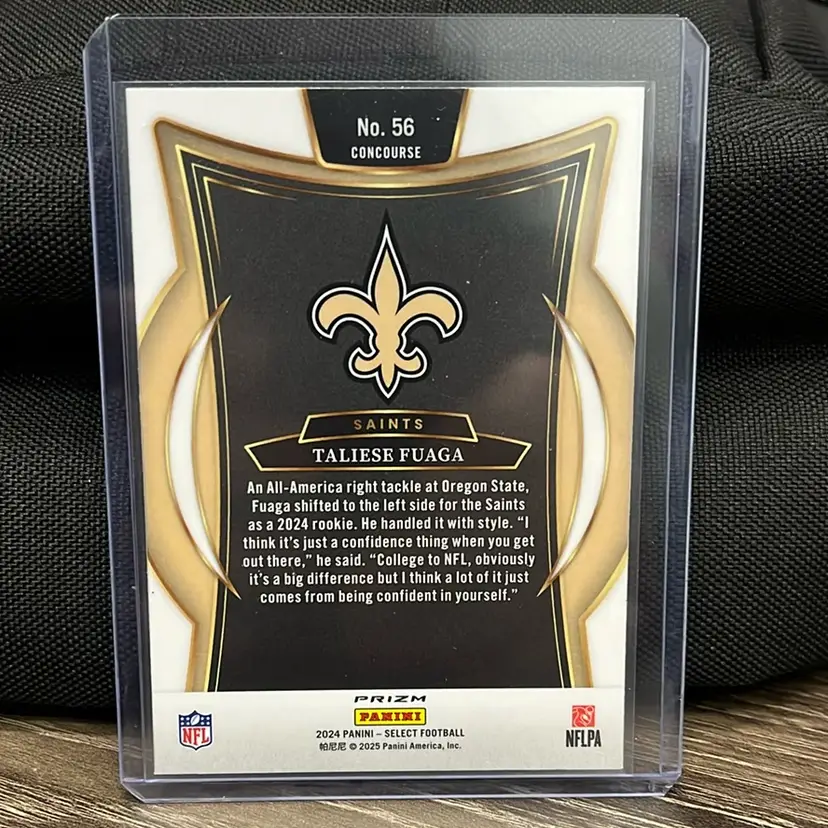 No. 56
CONCOURSE
SAINTS
TALIESE FUAGA
An All-America right tackle at Oregon State,
Fuaga shifted to the left side for the Saints
as a 2024 rookie. He handled it with style. “I
think it’s just a confidence thing when you get
out there,” he said. “College to NFL, obviously
it’s a big difference but I think a lot of it just
comes from being confident in yourself.”
PRIZM
PANINI
NFL
2024 PANINI – SELECT FOOTBALL
帕尼尼 © 2025 Panini America, Inc.
NFLPA